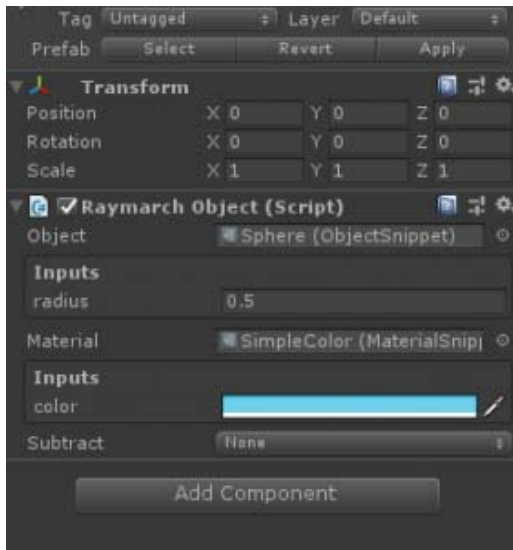 Tag Untagged Layer Default
Prefab Select Revert Apply
Transform
Position X 0 Y 0 Z 0
Rotation X 0 Y 0 Z 0
Scale X 1 Y 1 Z 1
Raymarch Object (Script)
Object Sphere (ObjectSnippet)
Inputs
radius 0.5
Material SimpleColor (MaterialSnipp
Inputs
color
Subtract None
Add Component